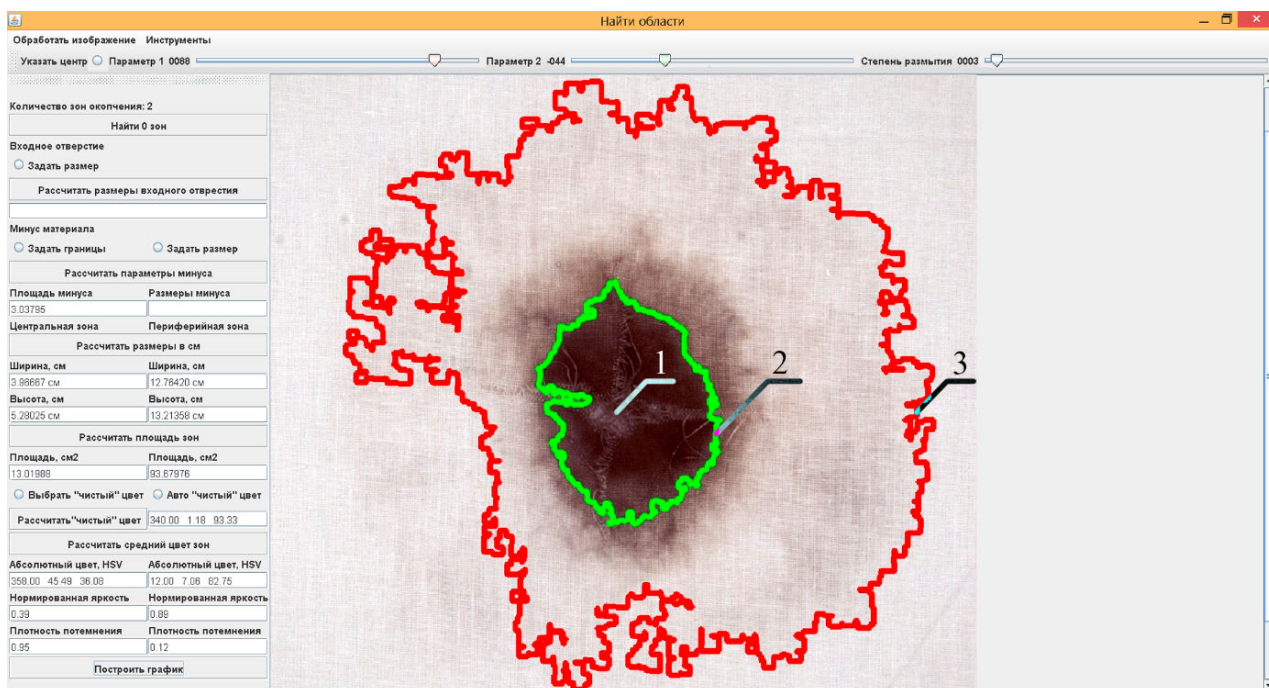 Найти области
Обработать изображение Инструменты
Указать центр Параметр 1 0088 Параметр 2 -044 Степень размытия 0003
Количество зон окопчения: 2
Найти 0 зон
Входное отверстие
Задать размер
Рассчитать размеры входного отврестия
Минус материала
Задать границы Задать размер
Рассчитать параметры минуса
Площадь минуса Размеры минуса
3.03795
Центральная зона Периферийная зона
Рассчитать размеры в см
Ширина, см Ширина, см
3.98667 см 12.76420 см
Высота, см Высота, см
5.28025 см 13.21358 см
Рассчитать площадь зон
Площадь, см2 Площадь, см2
13.01988 93.67976
Выбрать "чистый" цвет Авто "чистый" цвет
Рассчитать"чистый" цвет 340.00 1.18 93.33
Рассчитать средний цвет зон
Абсолютный цвет, HSV Абсолютный цвет, HSV
358.00 45.49 36.08 12.00 7.06 82.75
Нормированная яркость Нормированная яркость
0.39 0.89
Плотность потемнения Плотность потемнения
0.95 0.12
Построить график
1 2 3